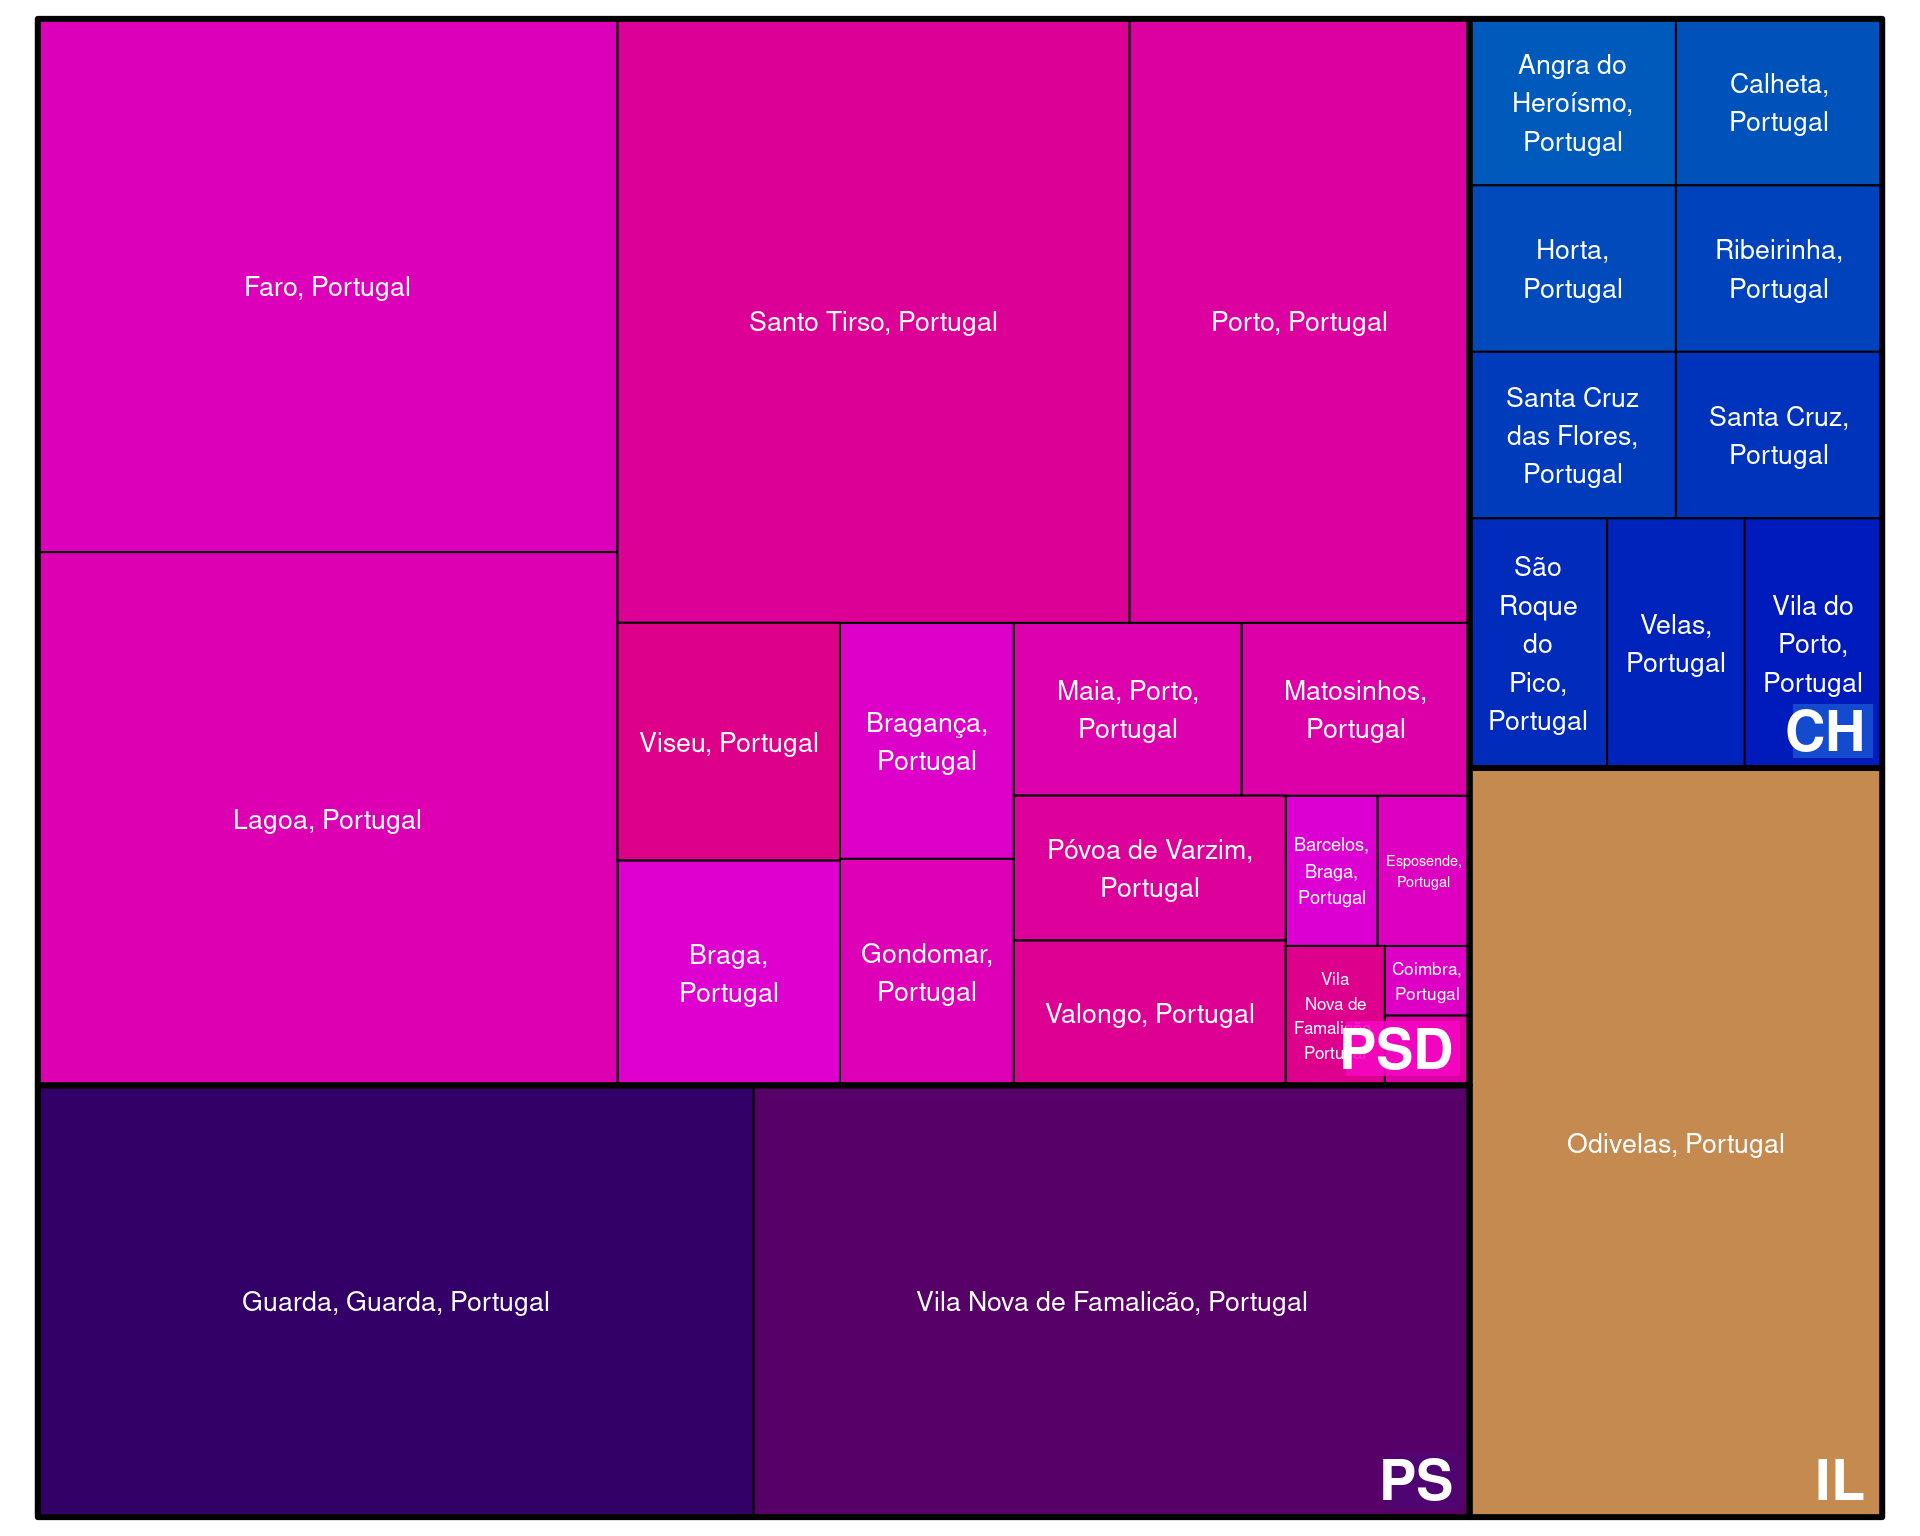 Faro, Portugal
Lagoa, Portugal
Santo Tirso, Portugal
Porto, Portugal
Viseu, Portugal
Braga,
Portugal
Bragança,
Portugal
Gondomar,
Portugal
Maia, Porto,
Portugal
Matosinhos,
Portugal
Póvoa de Varzim,
Portugal
Valongo, Portugal
Barcelos,
Braga,
Portugal
Esposende,
Portugal
Vila
Nova de
Coimbra,
Portugal
PSD
Guarda, Guarda, Portugal
Vila Nova de Famalicão, Portugal
PS
Angra do
Heroísmo,
Portugal
Calheta,
Portugal
Horta,
Portugal
Ribeirinha,
Portugal
Santa Cruz
das Flores,
Portugal
Santa Cruz,
Portugal
São
Roque
do
Pico,
Portugal
Velas,
Portugal
Vila do
Porto,
Portugal
CH
Odivelas, Portugal
IL